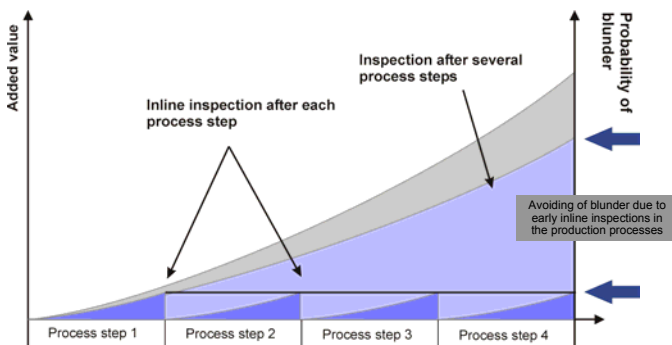 Added value
Inline inspection after each
process step
Inspection after several
process steps
Probability of
blunder
Avoiding of blunder due to
early inline inspections in
the production processes
Process step 1
Process step 2
Process step 3
Process step 4